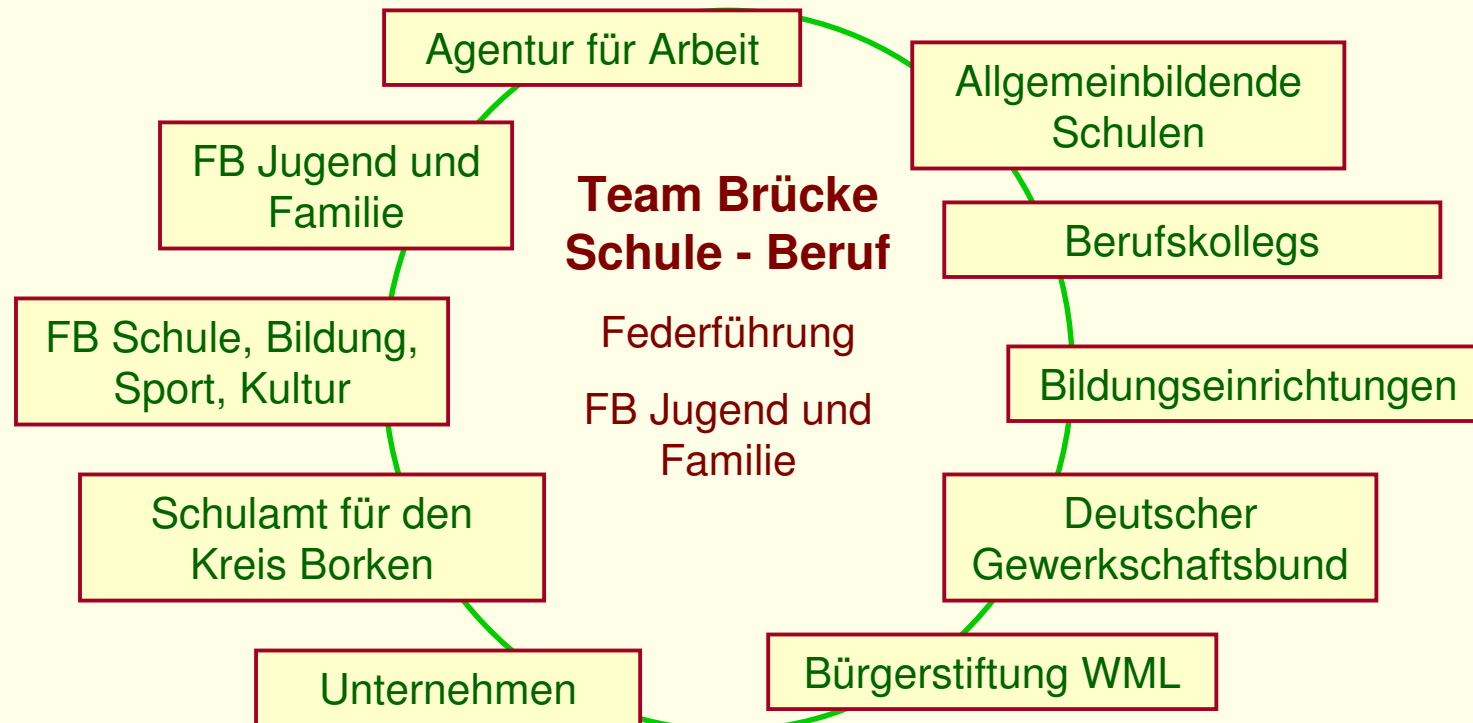 Agentur für Arbeit
Allgemeinbildende
Schulen
FB Jugend und
Familie
Team Brücke
Schule - Beruf
Berufskollegs
FB Schule, Bildung,
Sport, Kultur
Federführung
FB Jugend und
Familie
Bildungseinrichtungen
Schulamt für den
Kreis Borken
Deutscher
Gewerkschaftsbund
Unternehmen
Bürgerstiftung WML